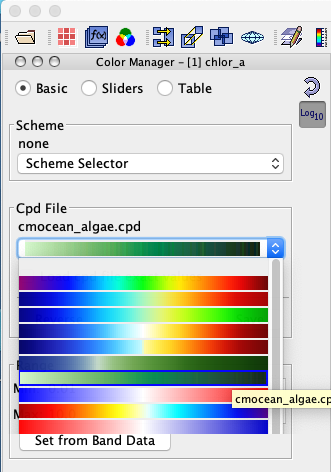 f(x)
Color Manager - [1] chlor_a
Basic Sliders Table
Log10
Scheme
none
Scheme Selector
Cpd File
cmocean_algae.cpd
cmocean_algae.cp
Set from Band Data